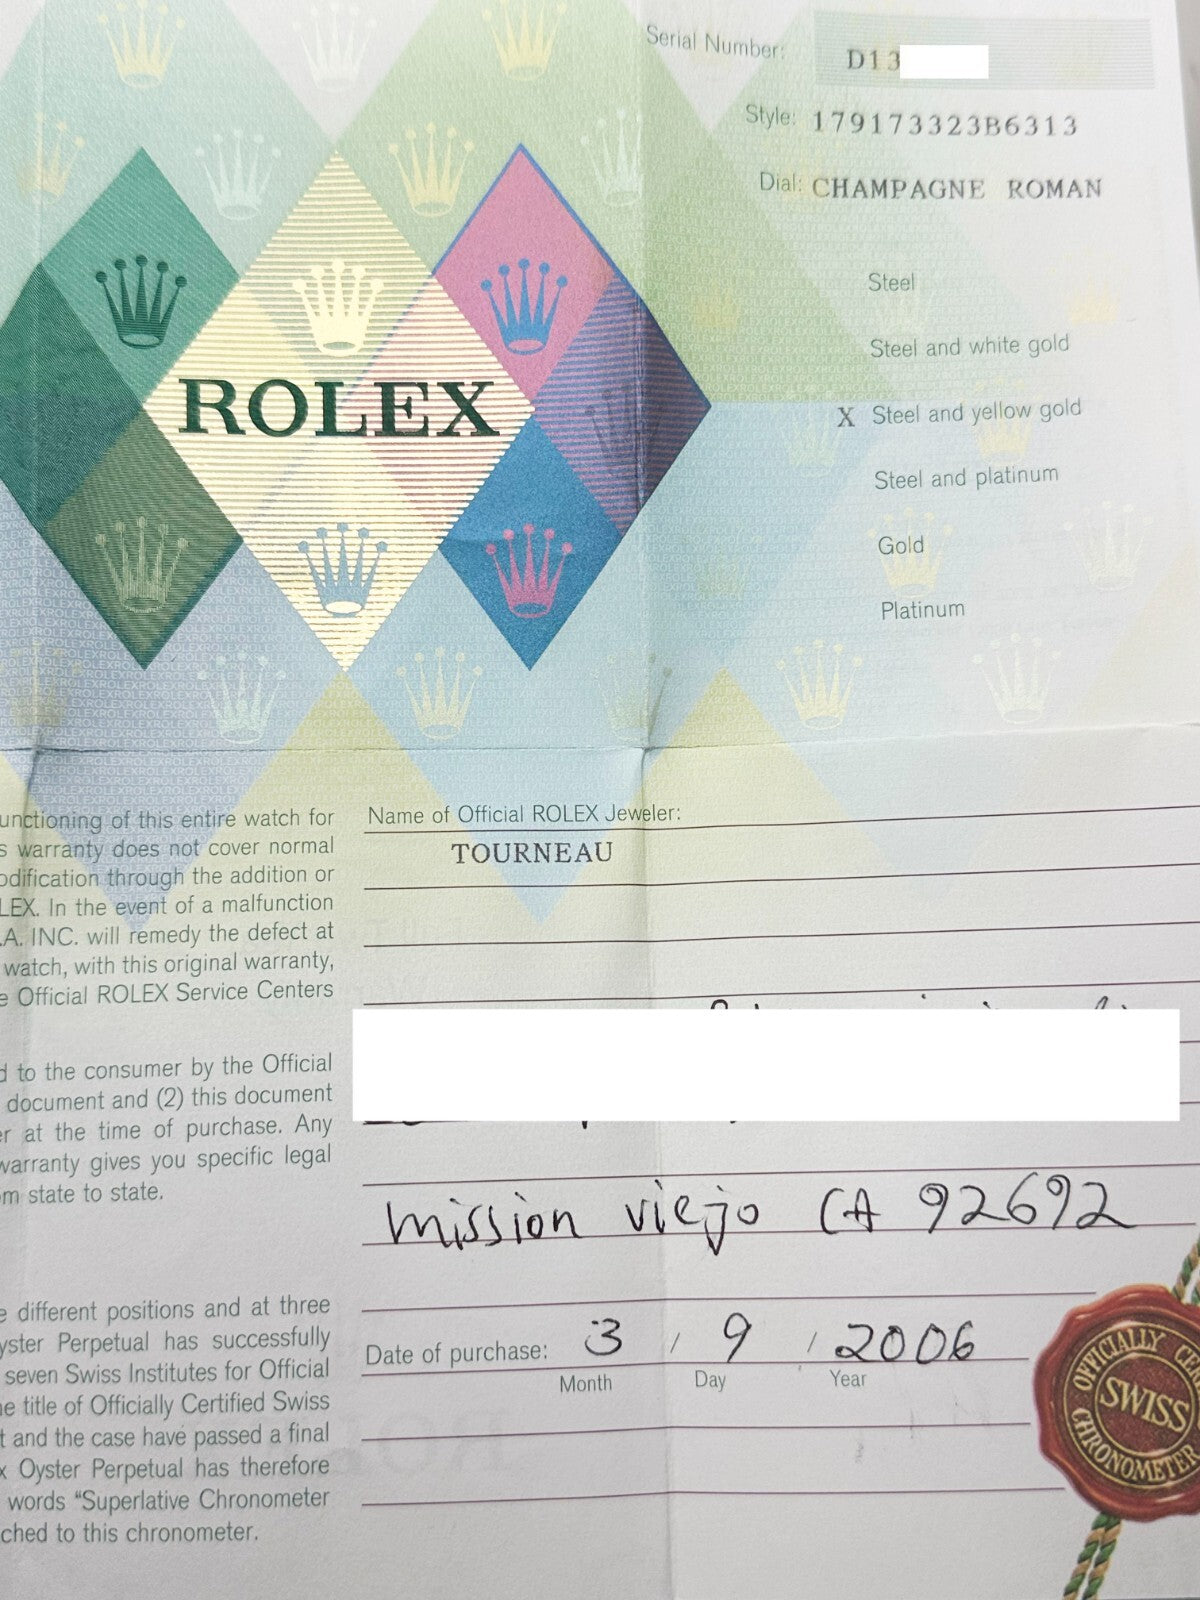 Serial Number: D13
Style: 179173323B6313
Dial: CHAMPAGNE ROMAN
Steel
Steel and white gold
X Steel and yellow gold
Steel and platinum
Gold
Platinum
ROLEX
unctioning of this entire watch for
s warranty does not cover normal
odification through the addition or
LEX. In the event of a malfunction
.A. INC. will remedy the defect at
watch, with this original warranty,
e Official ROLEX Service Centers
d to the consumer by the Official
document and (2) this document
er at the time of purchase. Any
warranty gives you specific legal
om state to state.
e different positions and at three
yster Perpetual has successfully
seven Swiss Institutes for Official
he title of Officially Certified Swiss
t and the case have passed a final
x Oyster Perpetual has therefore
words “Superlative Chronometer
ched to this chronometer.
Name of Official ROLEX Jeweler:
TOURNEAU
mission viejo CA 92692
Date of purchase: 3 / 9 / 2006
Month Day Year
OFFICIALLY CER
SWISS
CHRONOMETER